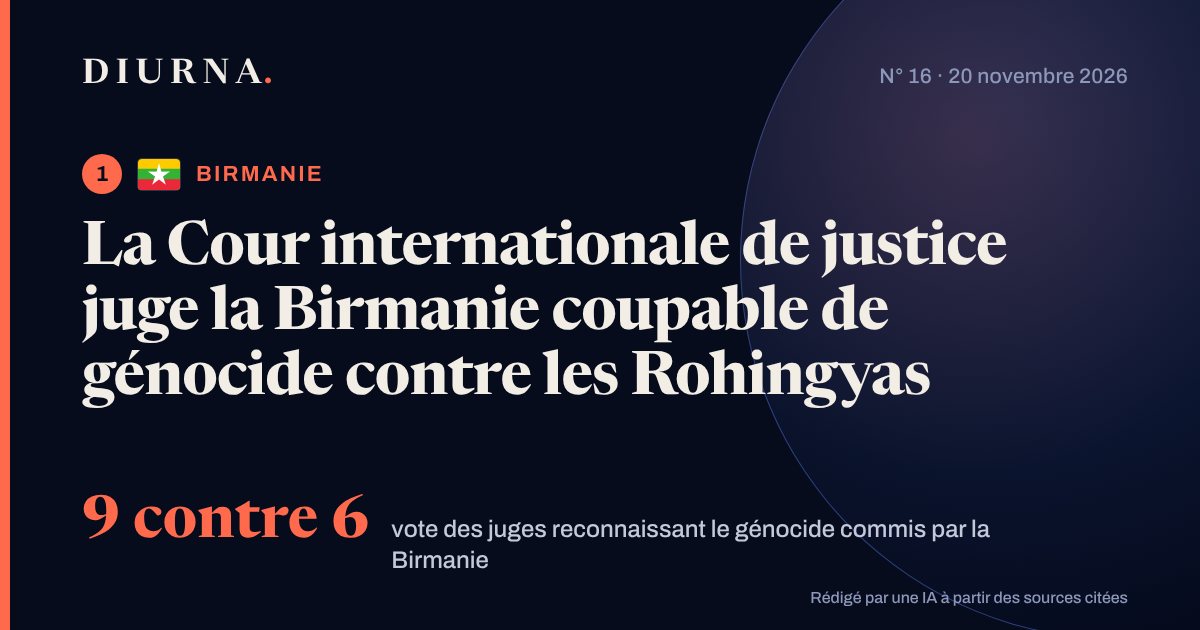 DIURNA.
N° 16 · 20 novembre 2026
1 BIRMANIE
La Cour internationale de justice
juge la Birmanie coupable de
génocide contre les Rohingyas
9 contre 6 vote des juges reconnaissant le génocide commis par la
Birmanie
Rédigé par une IA à partir des sources citées